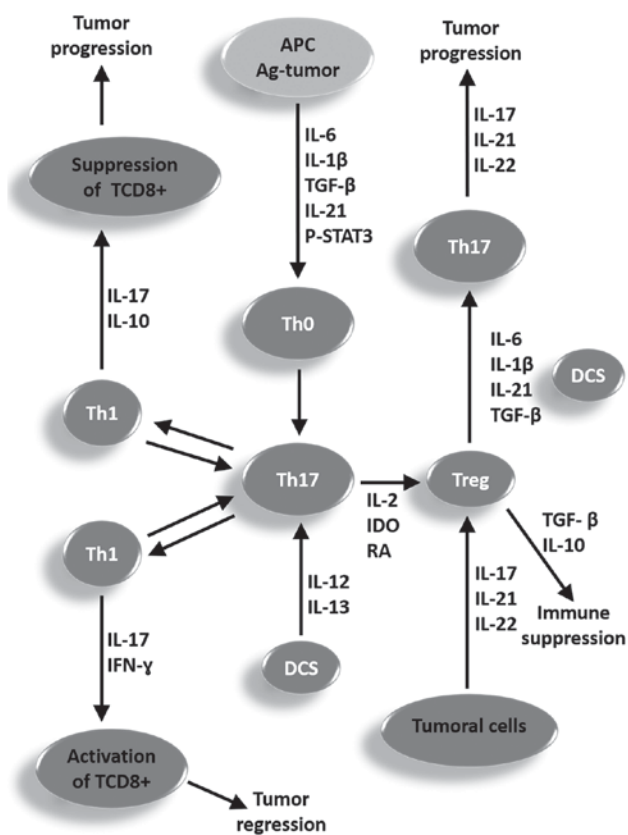 Tumor
progression
APC
Ag-tumor
Tumor
progression
IL-6
IL-1β
TGF-β
IL-21
P-STAT3
IL-17
IL-21
IL-22
Suppression
of TCD8+
Th17
IL-17
IL-10
Th0
IL-6
IL-1β
IL-21
TGF-β
DCS
Th1
Th17
Treg
IL-2
IDO
RA
TGF- β
IL-10
Th1
IL-12
IL-13
IL-17
IL-21
IL-22
Immune
suppression
IL-17
IFN-ɣ
DCS
Tumoral cells
Activation
of TCD8+
Tumor
regression